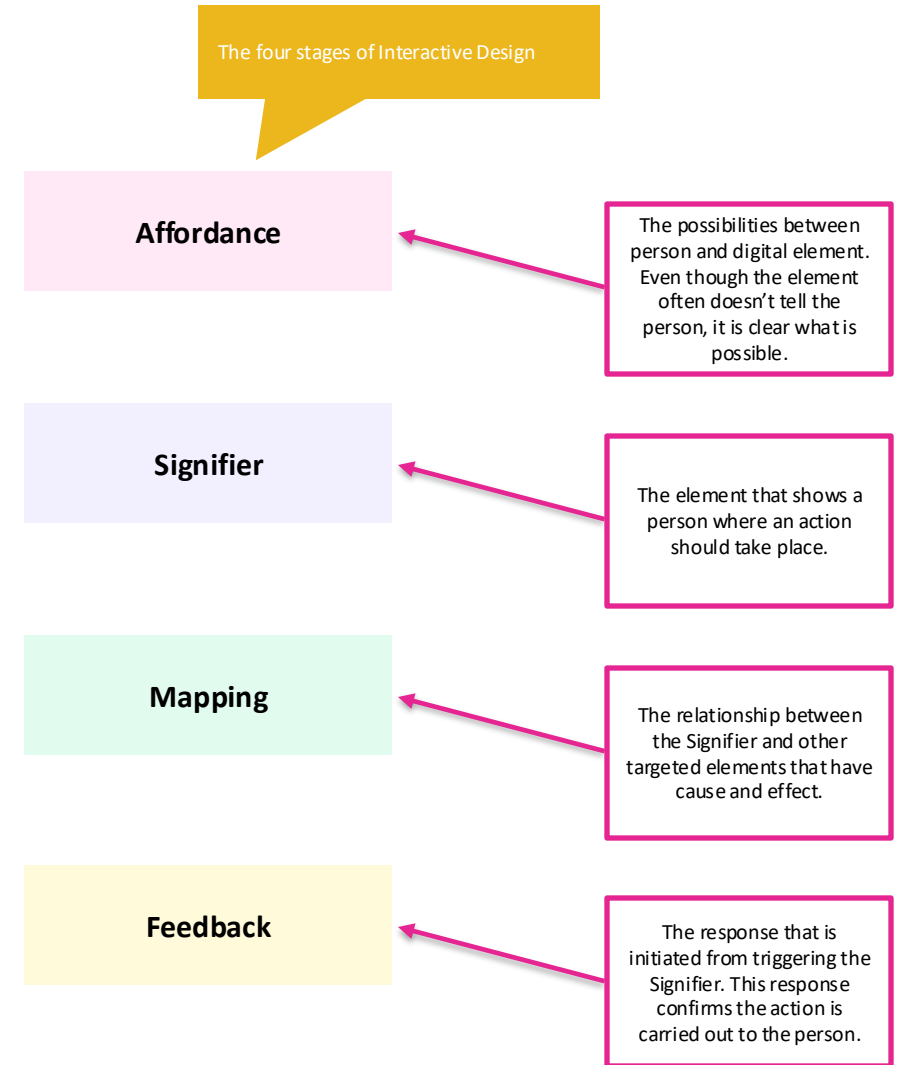 The four stages of Interactive Design
Affordance
The possibilities between
person and digital element.
Even though the element
often doesn’t tell the
person, it is clear what is
possible.
Signifier
The element that shows a
person where an action
should take place.
Mapping
The relationship between
the Signifier and other
targeted elements that have
cause and effect.
Feedback
The response that is
initiated from triggering the
Signifier. This response
confirms the action is
carried out to the person.